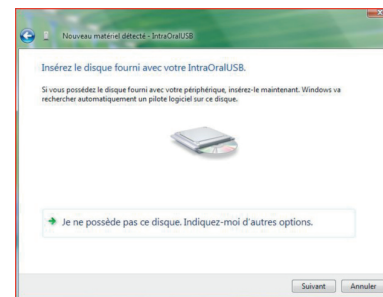 Nouveau matériel détecté - IntraOralUSB
Insérez le disque fourni avec votre IntraOralUSB.
Si vous possédez le disque fourni avec votre périphérique, insérez-le maintenant. Windows va
rechercher automatiquement un pilote logiciel sur ce disque.
Je ne possède pas ce disque. Indiquez-moi d'autres options.
Suivant
Annuler